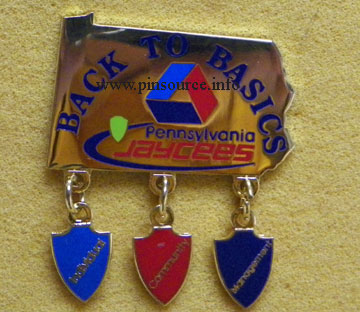 BACK TO BASICS
www.pinsource.info
Pennsylvania
Jaycees
Individual
Community
Management